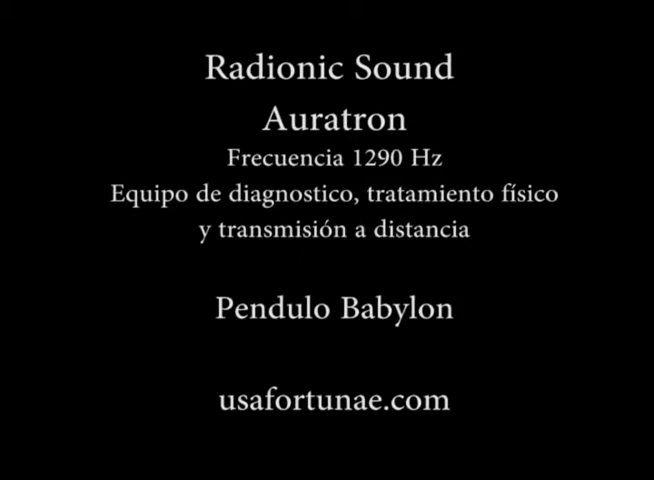 Radionic Sound
Auratron
Frecuencia 1290 Hz
Equipo de diagnostico, tratamiento físico
y transmisión a distancia
Pendulo Babylon
usafortunae.com